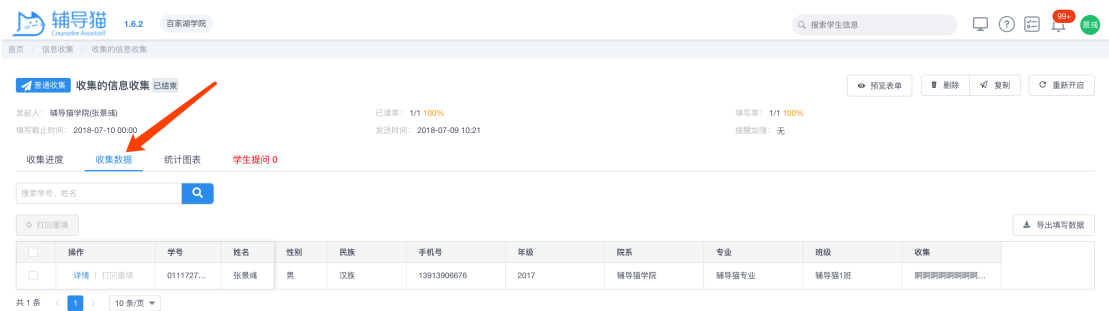 辅导猫 1.6.2 百家湖学院 搜索学生信息 99+
Counselor Assistant
首页 / 信息收集 / 收集的信息收集
普通收集 收集的信息收集 已结束 预览表单 删除 复制 重新开启
发起人: 辅导猫学院(张景彧) 已读率: 1/1 100% 填写率: 1/1 100%
填写截止时间: 2018-07-10 00:00 发送时间: 2018-07-09 10:21 提醒加强: 无
收集进度 收集数据 统计图表 学生提问 0
搜索学号、姓名
打回重填 导出填写数据
操作 学号 姓名 性别 民族 手机号 年级 院系 专业 班级 收集
详情 打回重填 0111727... 张景彧 男 汉族 13913906676 2017 辅导猫学院 辅导猫专业 辅导猫1班 啊啊啊啊啊啊啊啊...
共 1 条 < 1 > 10 条/页